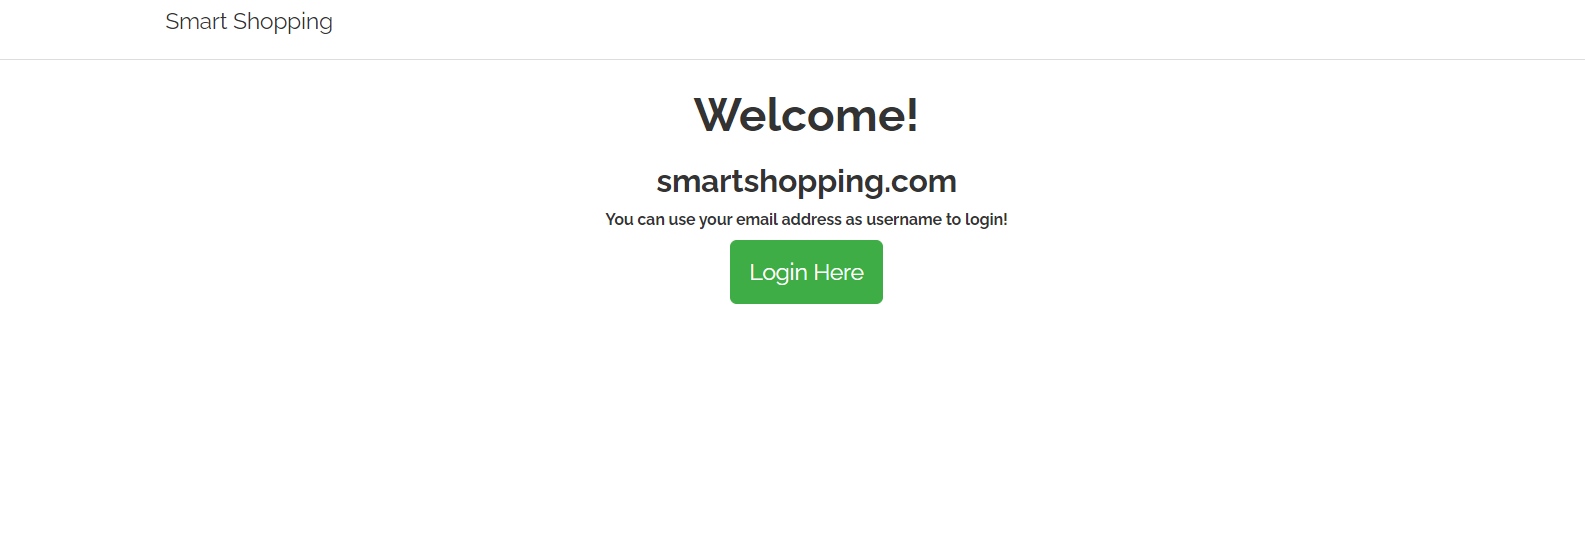 Smart Shopping
Welcome!
smartshopping.com
You can use your email address as username to login!
Login Here